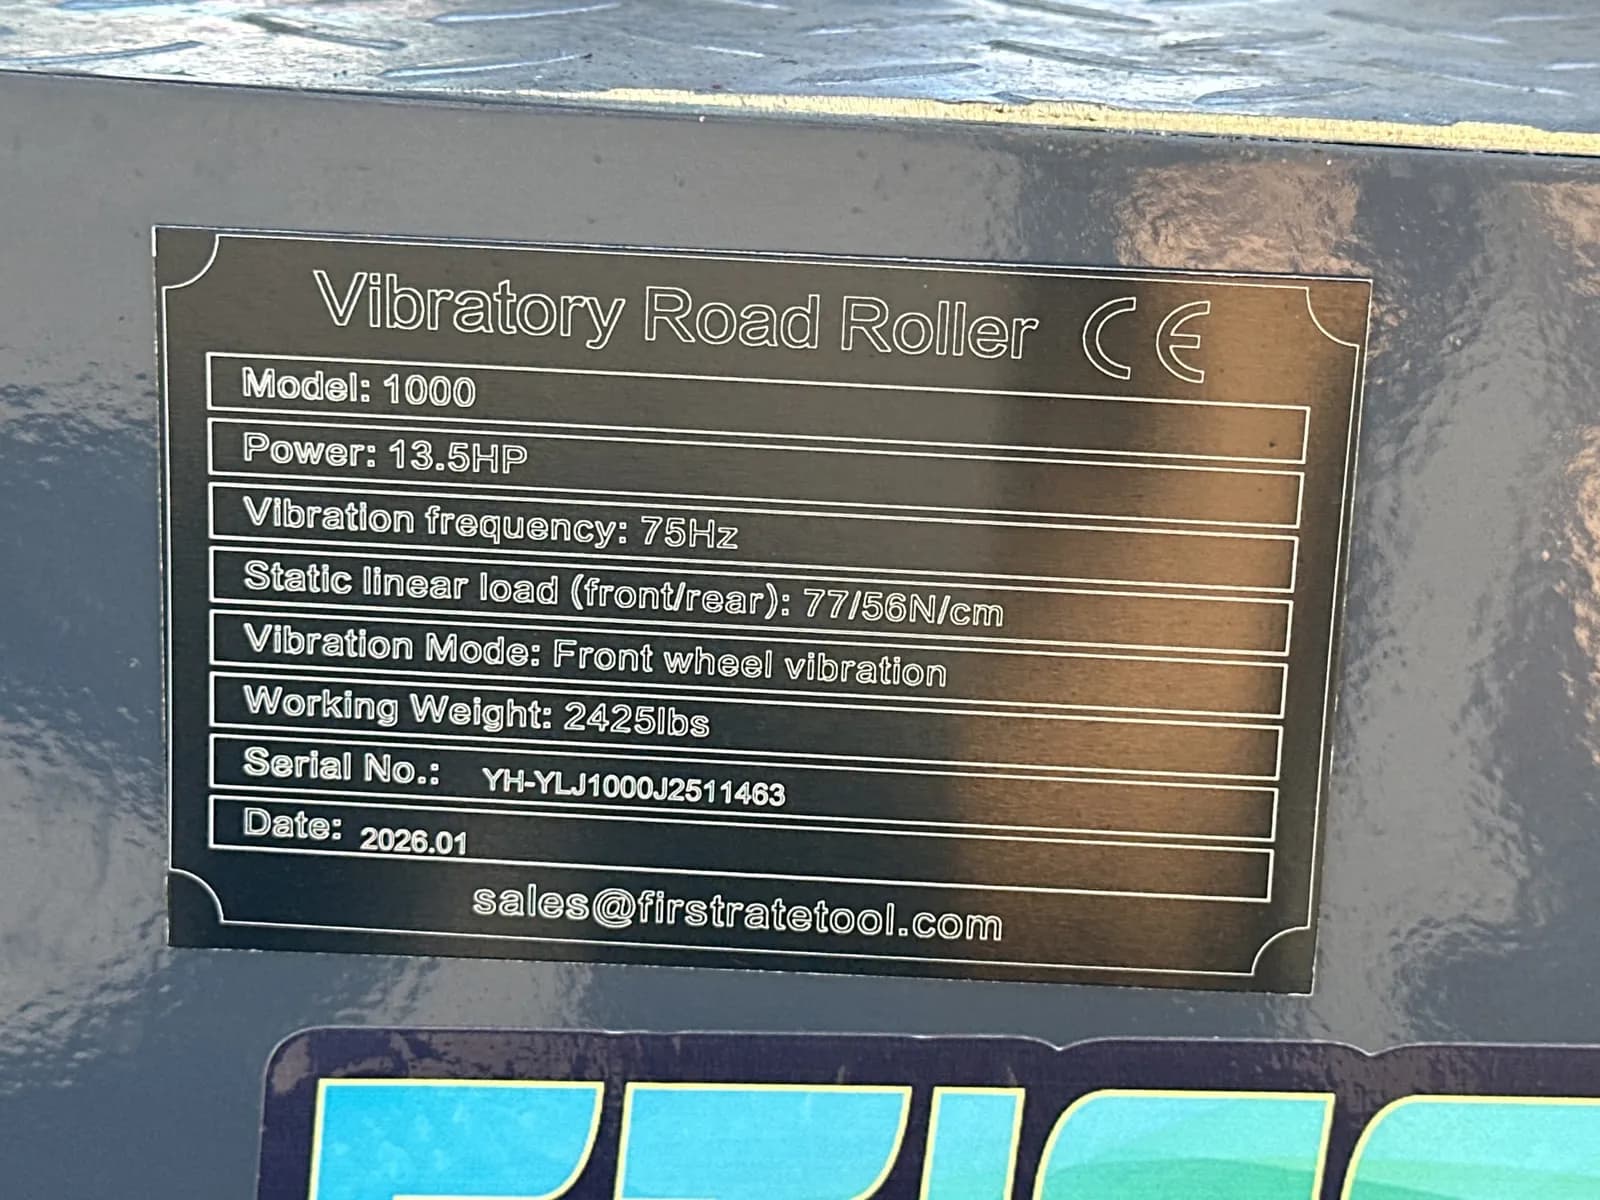 Vibratory Road Roller CE
Model: 1000
Power: 13.5HP
Vibration frequency: 75Hz
Static linear load (front/rear): 77/56N/cm
Vibration Mode: Front wheel vibration
Working Weight: 2425lbs
Serial No.: YH-YLJ1000J2511463
Date: 2026.01
sales@firstratetool.com